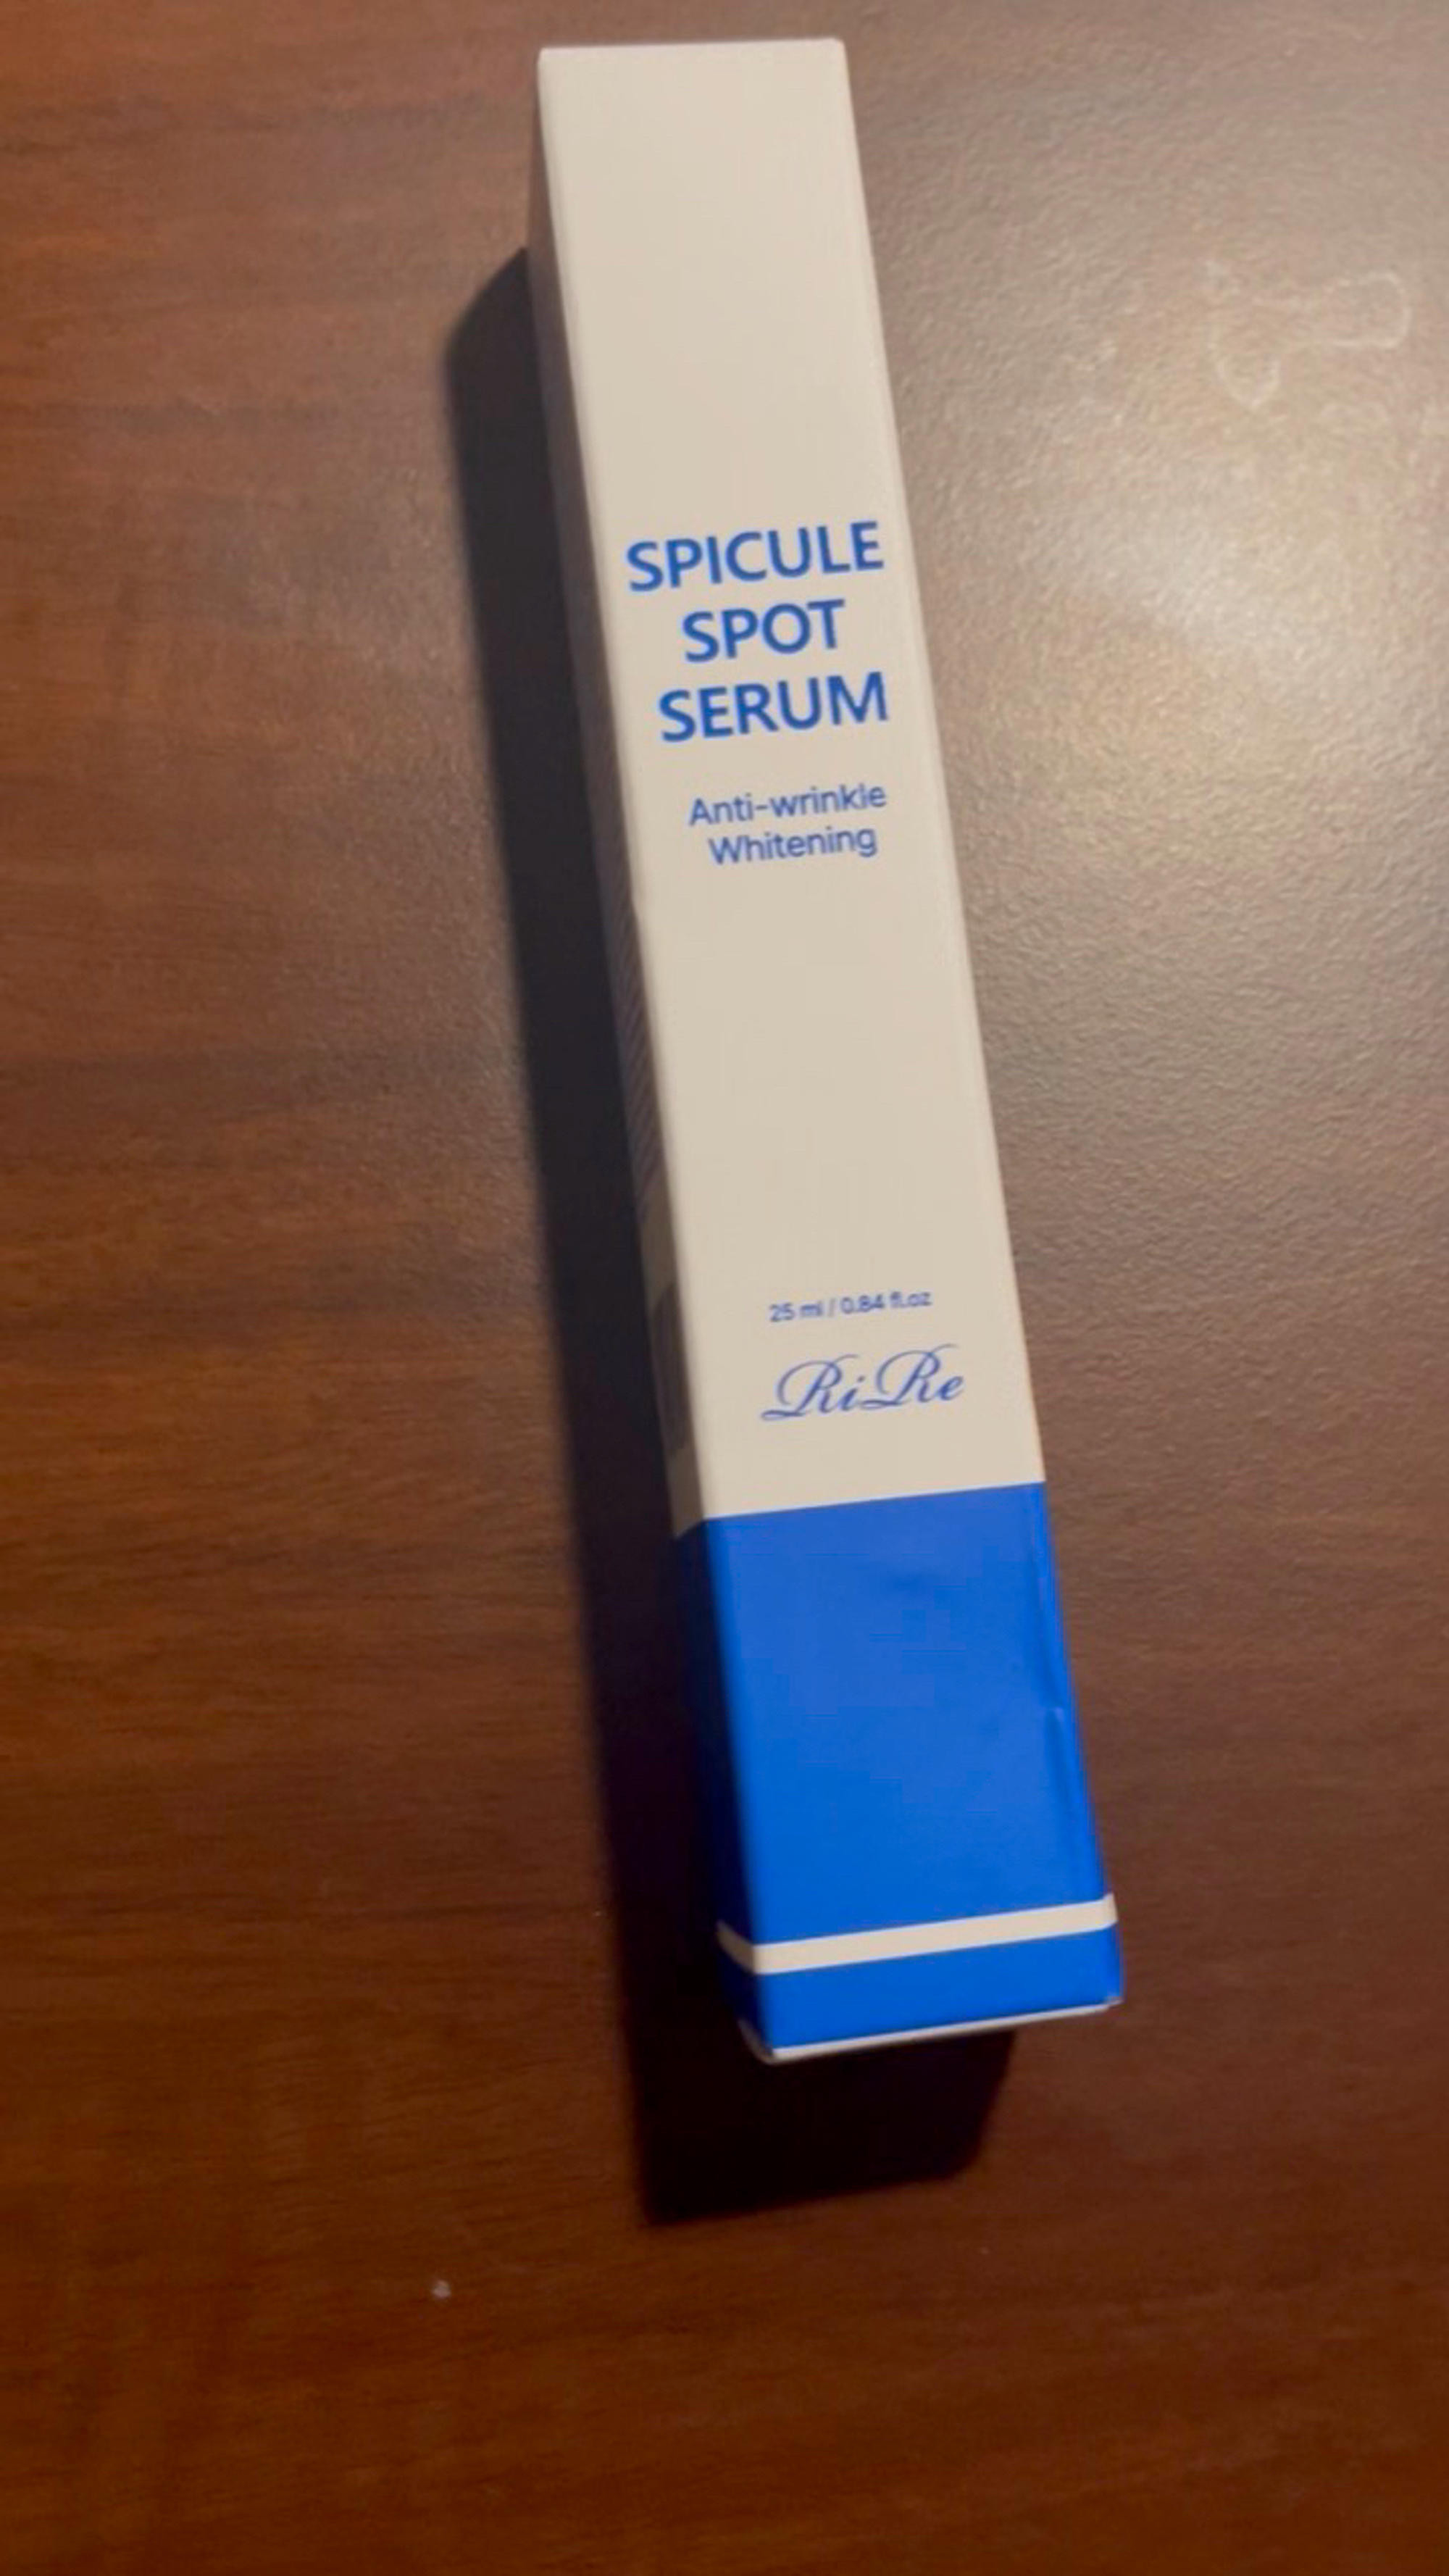 SPICULE
SPOT
SERUM
Anti-wrinkle
Whitening
25 ml / 0.84 fl.oz
RiRe